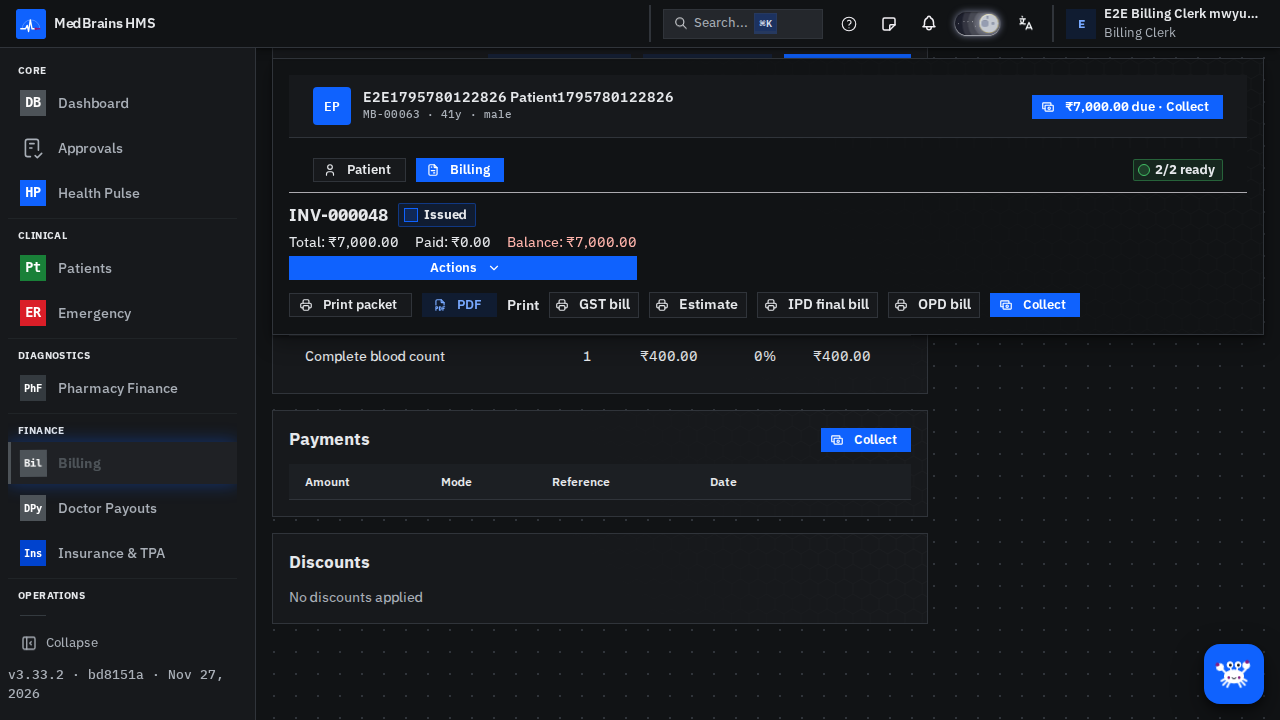 MedBrains HMS
Search... ⌘K
E
E2E Billing Clerk mwyu...
Billing Clerk
CORE
DB Dashboard
Approvals
HP Health Pulse
CLINICAL
Pt Patients
ER Emergency
DIAGNOSTICS
PhF Pharmacy Finance
FINANCE
Bil Billing
DPy Doctor Payouts
Ins Insurance & TPA
OPERATIONS
Collapse
v3.33.2 · bd8151a · Nov 27,
2026
EP
E2E1795780122826 Patient1795780122826
MB-00063 · 41y · male
₹7,000.00 due · Collect
Patient Billing
2/2 ready
INV-000048 Issued
Total: ₹7,000.00 Paid: ₹0.00 Balance: ₹7,000.00
Actions
Print packet PDF Print GST bill Estimate IPD final bill OPD bill Collect
Complete blood count 1 ₹400.00 0% ₹400.00
Payments Collect
Amount Mode Reference Date
Discounts
No discounts applied